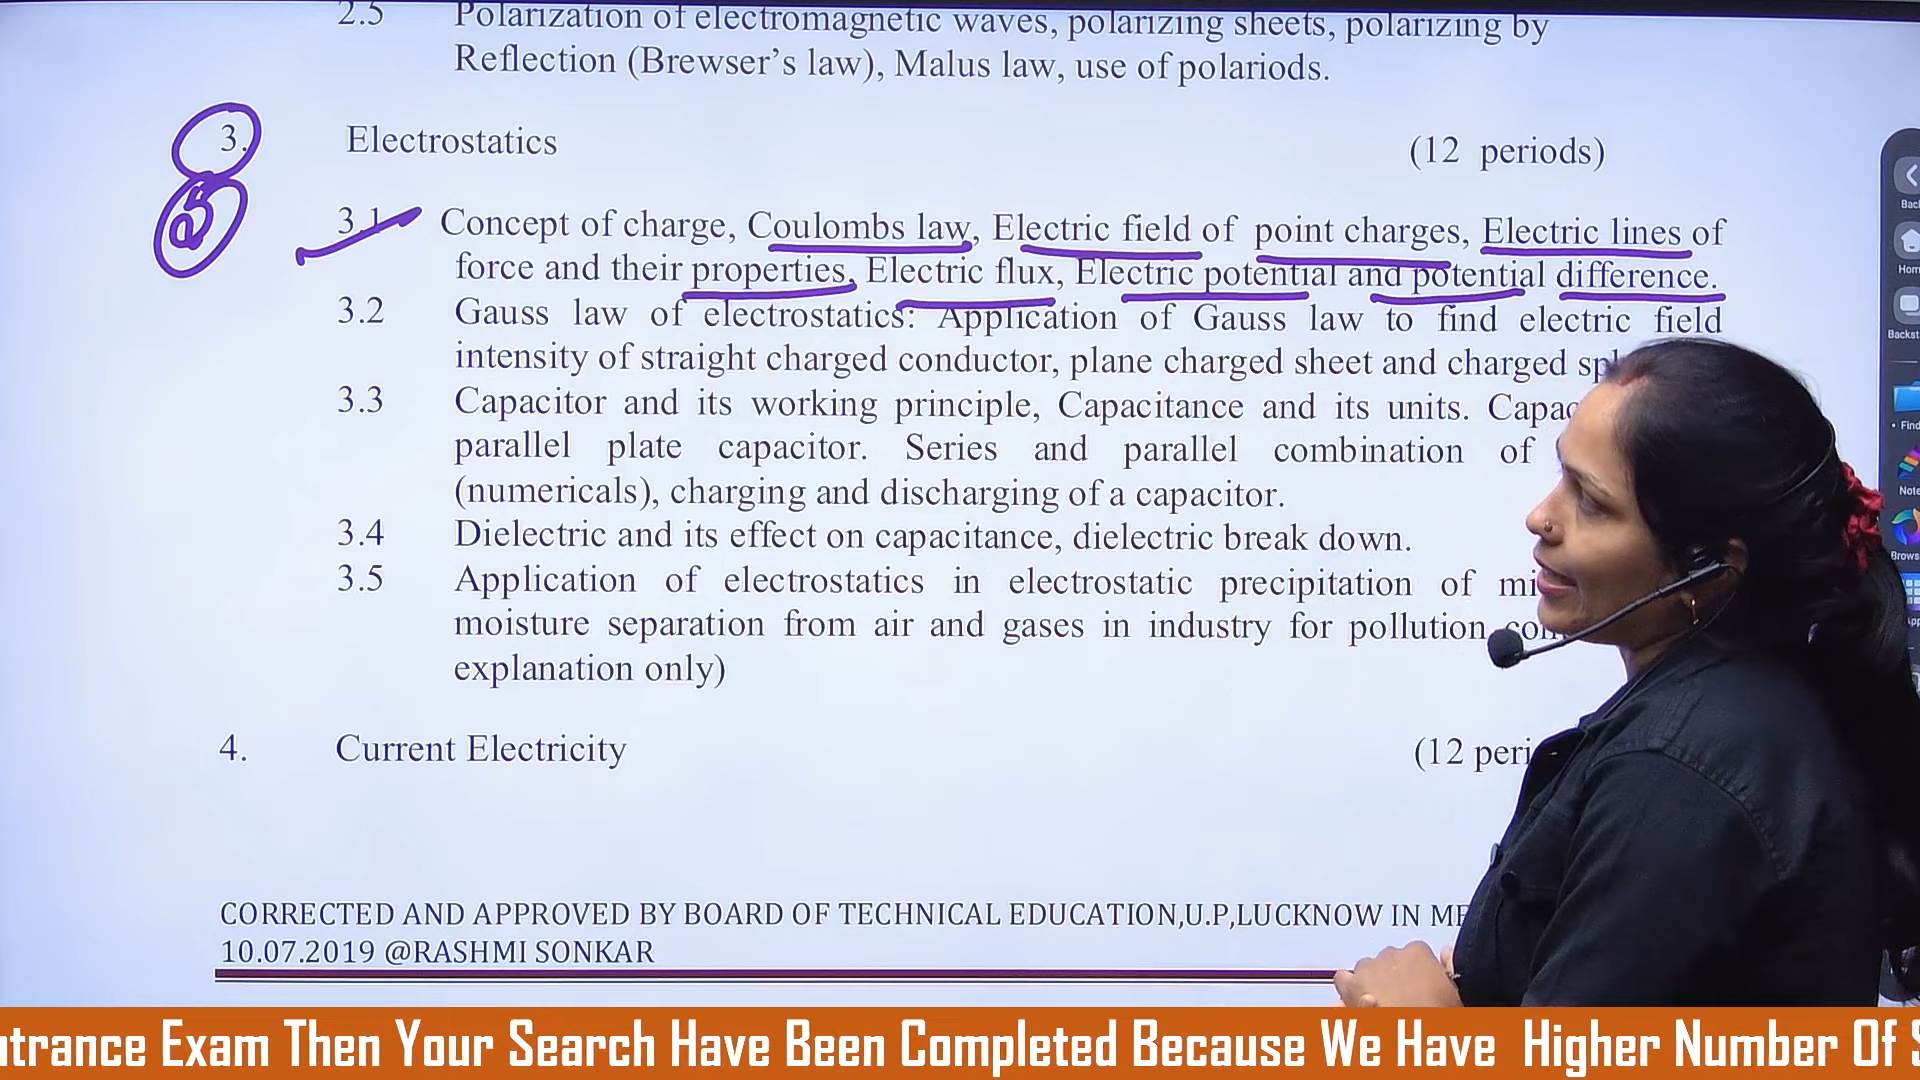 2.5 Polarization of electromagnetic waves, polarizing sheets, polarizing by
Reflection (Brewser’s law), Malus law, use of polariods.
3. Electrostatics (12 periods)
3.1 Concept of charge, Coulombs law, Electric field of point charges, Electric lines of
force and their properties, Electric flux, Electric potential and potential difference.
3.2 Gauss law of electrostatics: Application of Gauss law to find electric field
intensity of straight charged conductor, plane charged sheet and charged
3.3 Capacitor and its working principle, Capacitance and its units.
parallel plate capacitor. Series and parallel combination of
(numericals), charging and discharging of a capacitor.
3.4 Dielectric and its effect on capacitance, dielectric break down.
3.5 Application of electrostatics in electrostatic precipitation of
moisture separation from air and gases in industry for pollution
explanation only)
4. Current Electricity (12
CORRECTED AND APPROVED BY BOARD OF TECHNICAL EDUCATION,U.P,LUCKNOW IN
10.07.2019 @RASHMI SONKAR
Exam Then Your Search Have Been Completed Because We Have Higher Number Of